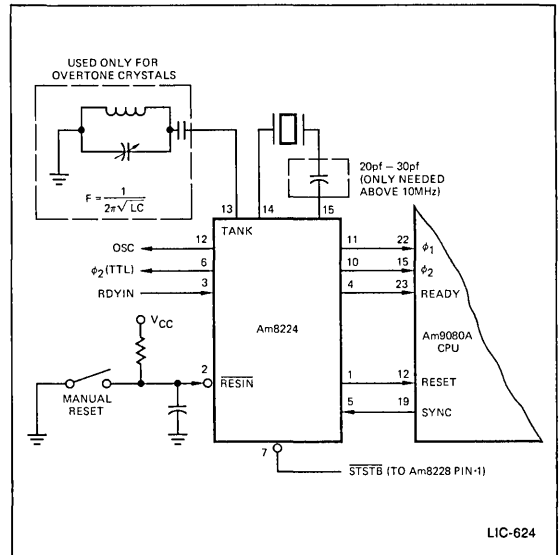 USED ONLY FOR
OVERTONE CRYSTALS
F = 1 / 2π√LC
20pf – 30pf
(ONLY NEEDED
ABOVE 10MHz)
13
14
15
TANK
OSC
12
11
22
ϕ1
ϕ2(TTL)
6
10
15
ϕ2
RDYIN
3
4
23
READY
VCC
Am8224
Am9080A
CPU
2
RESIN
1
12
RESET
MANUAL
RESET
5
19
SYNC
7
STSTB (TO Am8228 PIN-1)
LIC-624